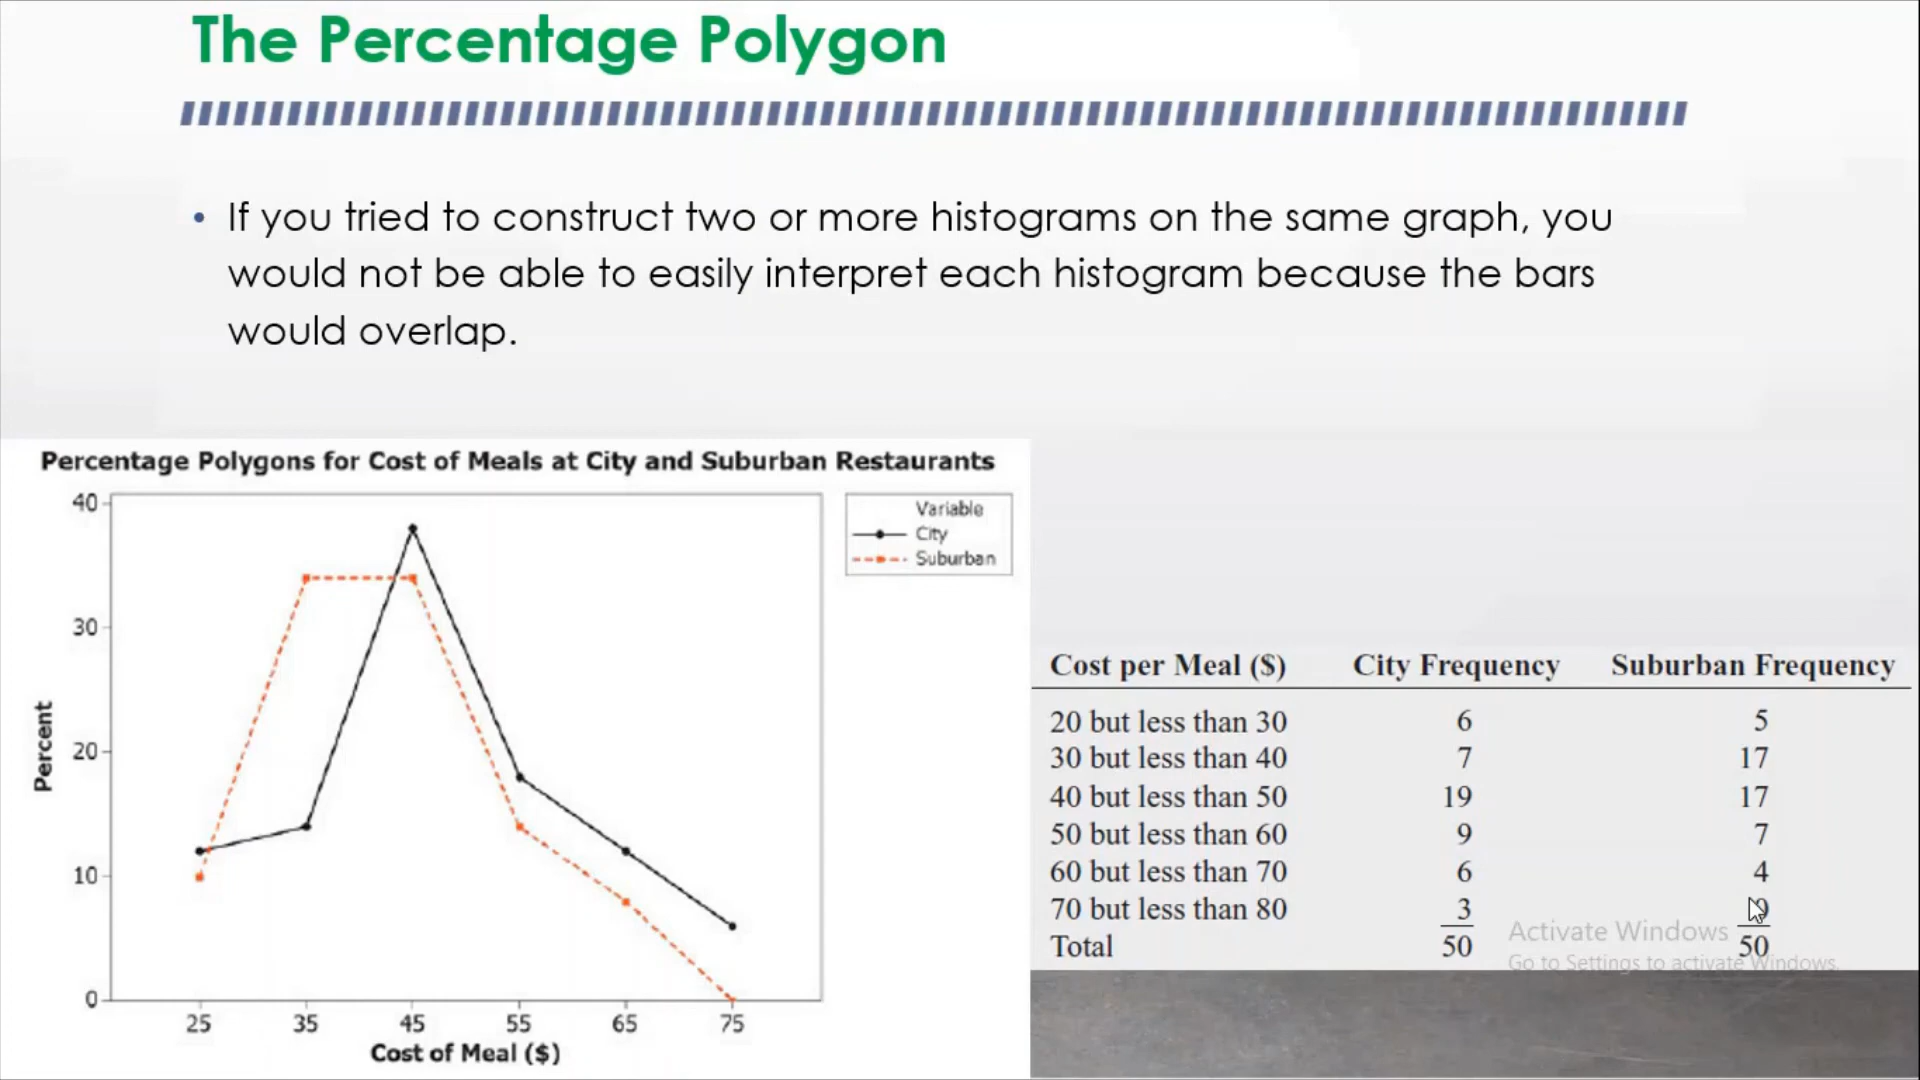 The Percentage Polygon
• If you tried to construct two or more histograms on the same graph, you
would not be able to easily interpret each histogram because the bars
would overlap.
Percentage Polygons for Cost of Meals at City and Suburban Restaurants
Variable
City
Suburban
40
30
20
10
0
Percent
25 35 45 55 65 75
Cost of Meal ($)
Cost per Meal ($) City Frequency Suburban Frequency
20 but less than 30 6 5
30 but less than 40 7 17
40 but less than 50 19 17
50 but less than 60 9 7
60 but less than 70 6 4
70 but less than 80 3 0
Total 50 50
Activate Windows
Go to Settings to activate Windows.